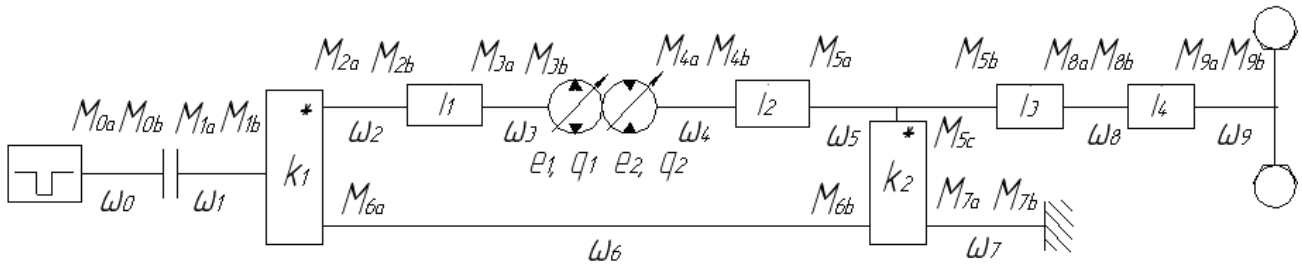 M2a M2b M3a M3b M4a M4b M5a M5b M8a M8b M9a M9b
M0a M0b M1a M1b * I1 I2 I3 I4
ω2 ω3 ω4 ω5 * M5c ω8 ω9
k1 e1, q1 e2, q2 k2
ω0 ω1 M6a M6b M7a M7b
ω6 ω7